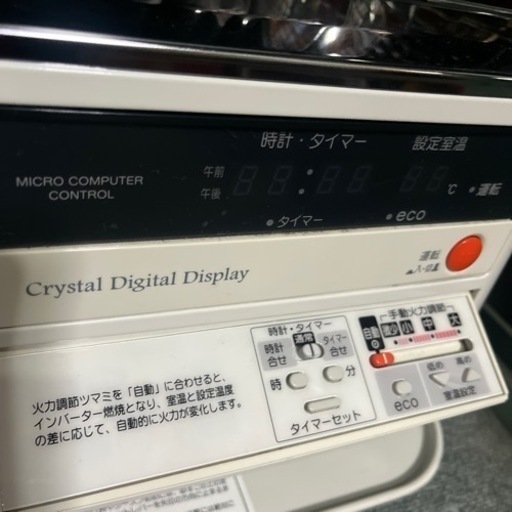 時計・タイマー 設定室温
午前
午後
℃ ●運転
MICRO COMPUTER
CONTROL
●タイマー ●eco
運転
Crystal Digital Display
時計・タイマー
時計合せ 通常 タイマー合せ
時 分
タイマーセット
手動火力調節
自動 微少 小 中 大
eco
低め 高め
室温設定
火力調節ツマミを「自動」に合わせると、
インバーター燃焼となり、室温と設定温度
の差に応じて、自動的に火力が変化します。